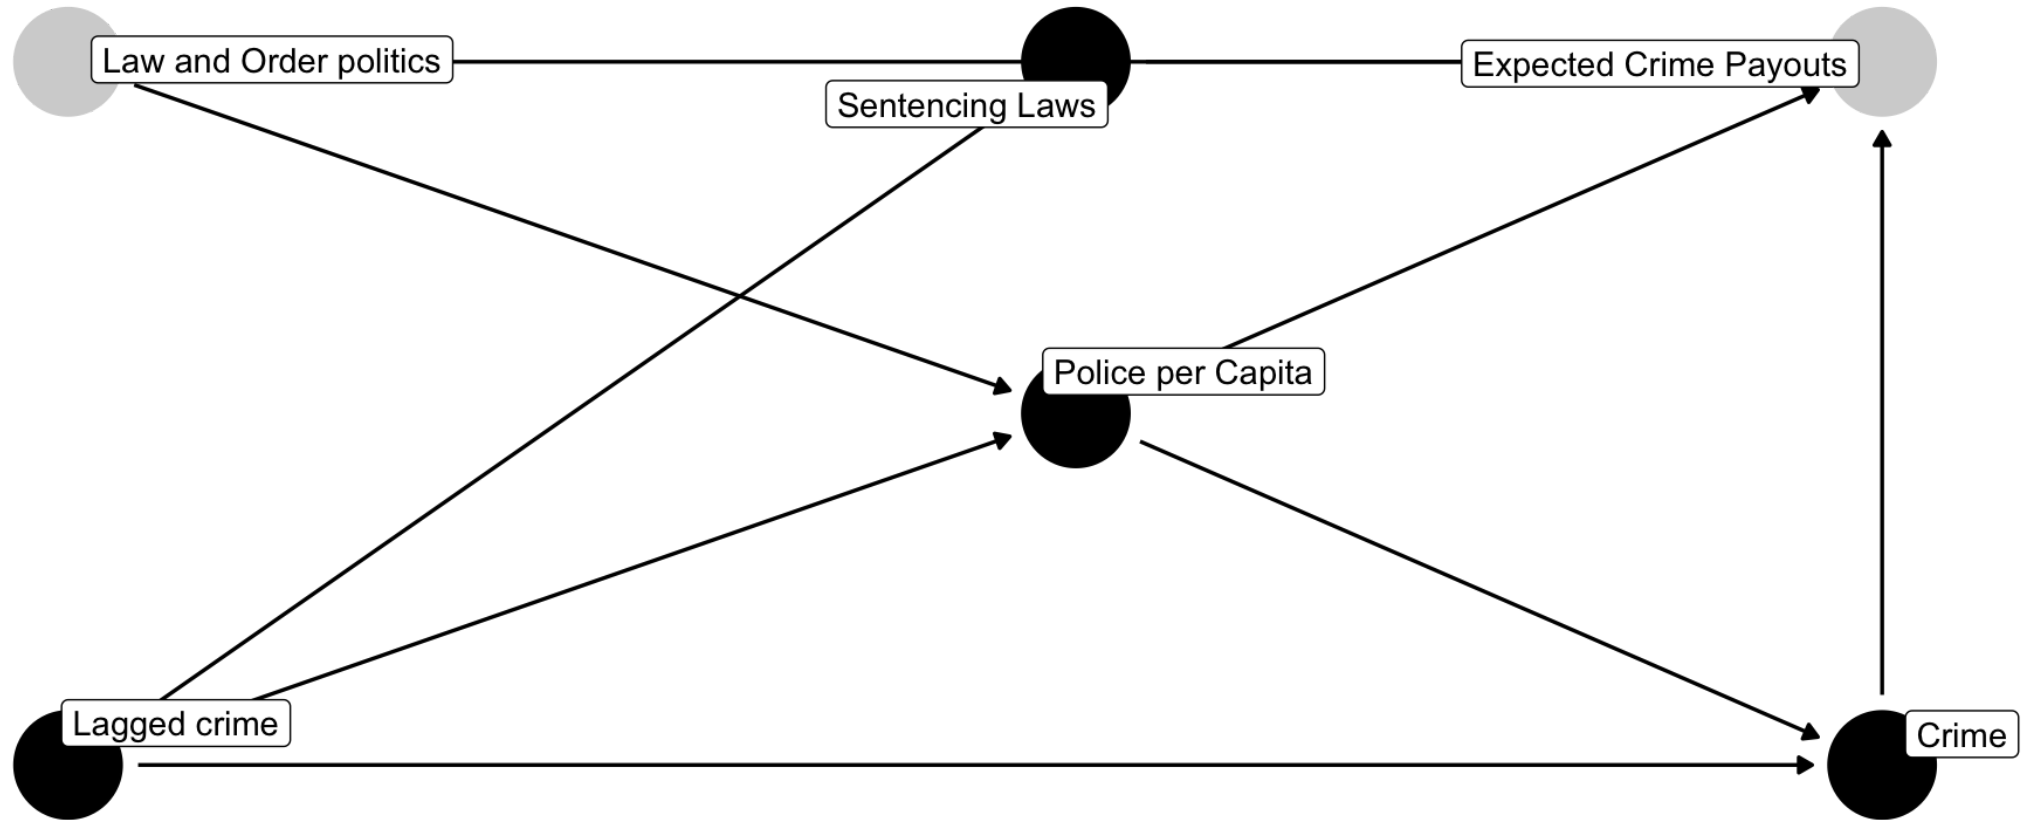 Law and Order politics
Expected Crime Payouts
Sentencing Laws
Police per Capita
Lagged crime
Crime